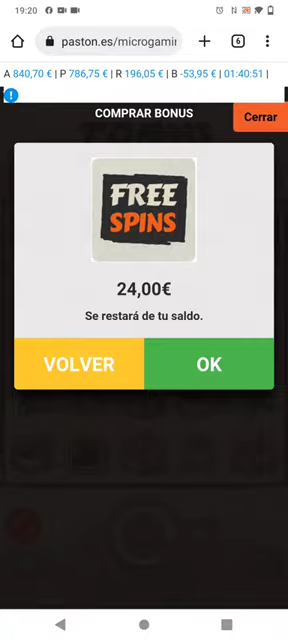 19:20
paston.es/microgamin
6
A 840,70 € | P 786,75 € | R 196,05 € | B -53,95 € | 01:40:51 |
COMPRAR BONUS
Cerrar
FREE
SPINS
24,00€
Se restará de tu saldo.
VOLVER
OK